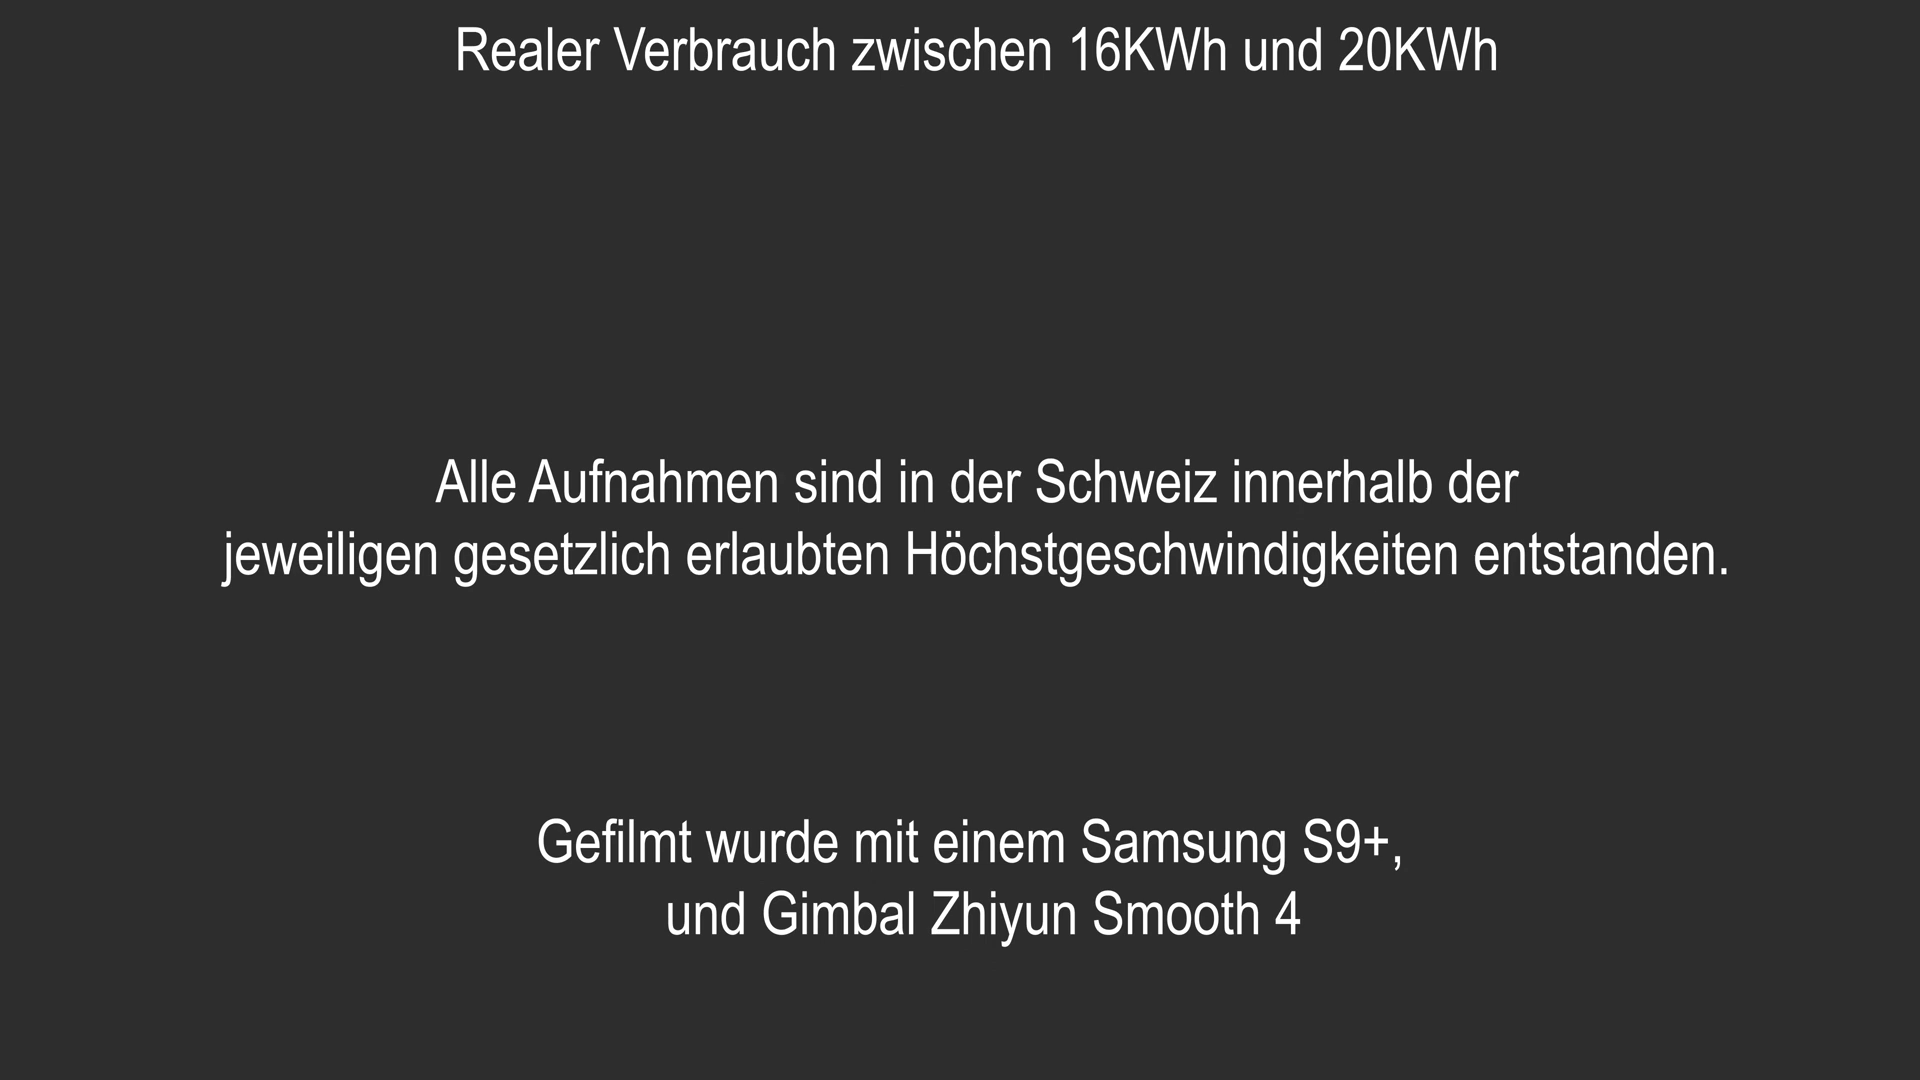 Realer Verbrauch zwischen 16KWh und 20KWh
Alle Aufnahmen sind in der Schweiz innerhalb der
jeweiligen gesetzlich erlaubten Höchstgeschwindigkeiten entstanden.
Gefilmt wurde mit einem Samsung S9+,
und Gimbal Zhiyun Smooth 4